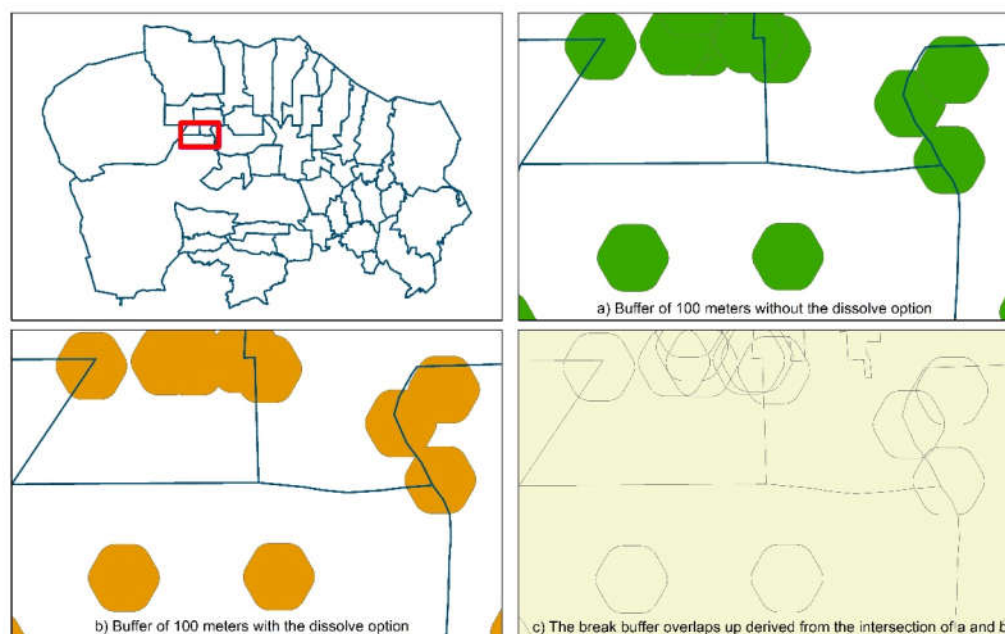 a) Buffer of 100 meters without the dissolve option
b) Buffer of 100 meters with the dissolve option
c) The break buffer overlaps up derived from the intersection of a and b